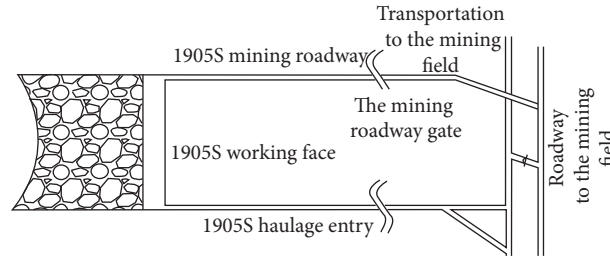 Transportation
to the mining
field
1905S mining roadway
The mining
roadway gate
1905S working face
1905S haulage entry
Roadway
to the mining
field